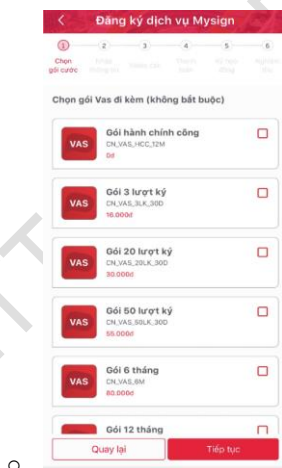 Đăng ký dịch vụ Mysign
1 2 3 4 5 6
Chọn gói cước
Chọn gói Vas đi kèm (không bắt buộc)
VAS
Gói hành chính công
CN_VAS_HCC_12M
0đ
VAS
Gói 3 lượt ký
CN_VAS_3LK_30D
16.000đ
VAS
Gói 20 lượt ký
CN_VAS_20LK_30D
30.000đ
VAS
Gói 50 lượt ký
CN_VAS_50LK_30D
55.000đ
VAS
Gói 6 tháng
CN_VAS_6M
80.000đ
Gói 12 tháng
Quay lại
Tiếp tục